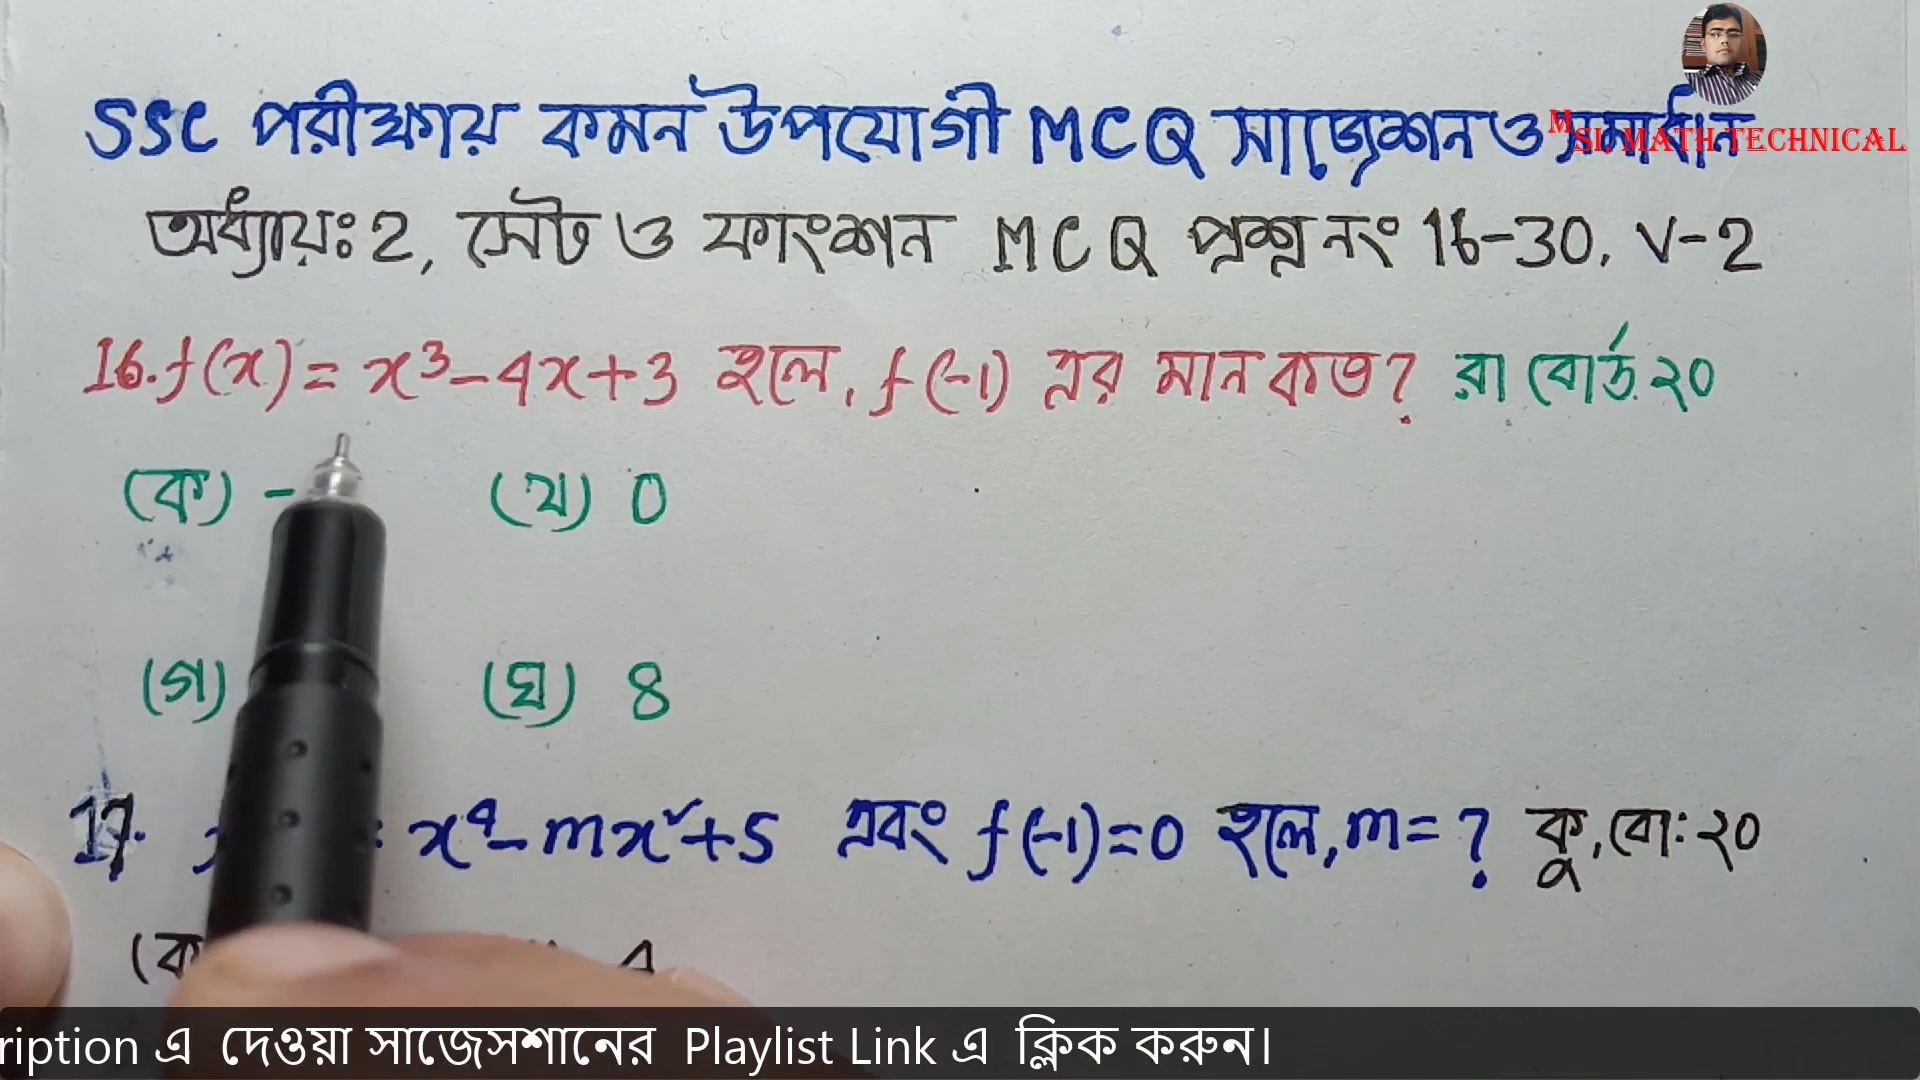 SSC পরীক্ষায় কমন উপযোগী MCQ সাজেশন ও সমাধান
MSI. MATH TECHNICAL
অধ্যায়ঃ 2, সেট ও ফাংশন MCQ প্রশ্ন নং 16-30, V-2
16. f(x) = x³-4x+3 হলে, f(-1) এর মান কত? রা বোর্ড ২০
(ক) - (খ) 0
(গ) (ঘ) 8
17. x⁴-mx²+5 এবং f(-1)=0 হলে, m=? কু, বো: ২০
(ক 4
ription এ দেওয়া সাজেসশানের Playlist Link এ ক্লিক করুন।